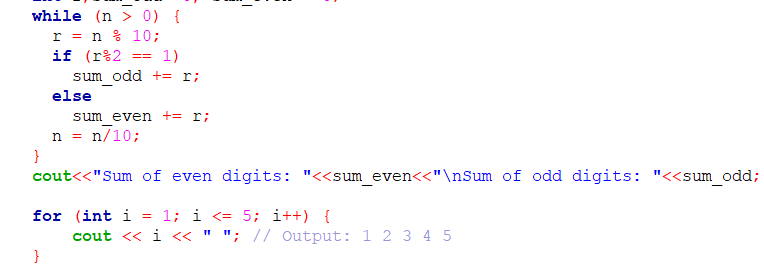 while (n > 0) {
r = n % 10;
if (r%2 == 1)
sum_odd += r;
else
sum_even += r;
n = n/10;
}
cout<<"Sum of even digits: "<<sum_even<<"\nSum of odd digits: "<<sum_odd;
for (int i = 1; i <= 5; i++) {
cout << i << " "; // Output: 1 2 3 4 5
}